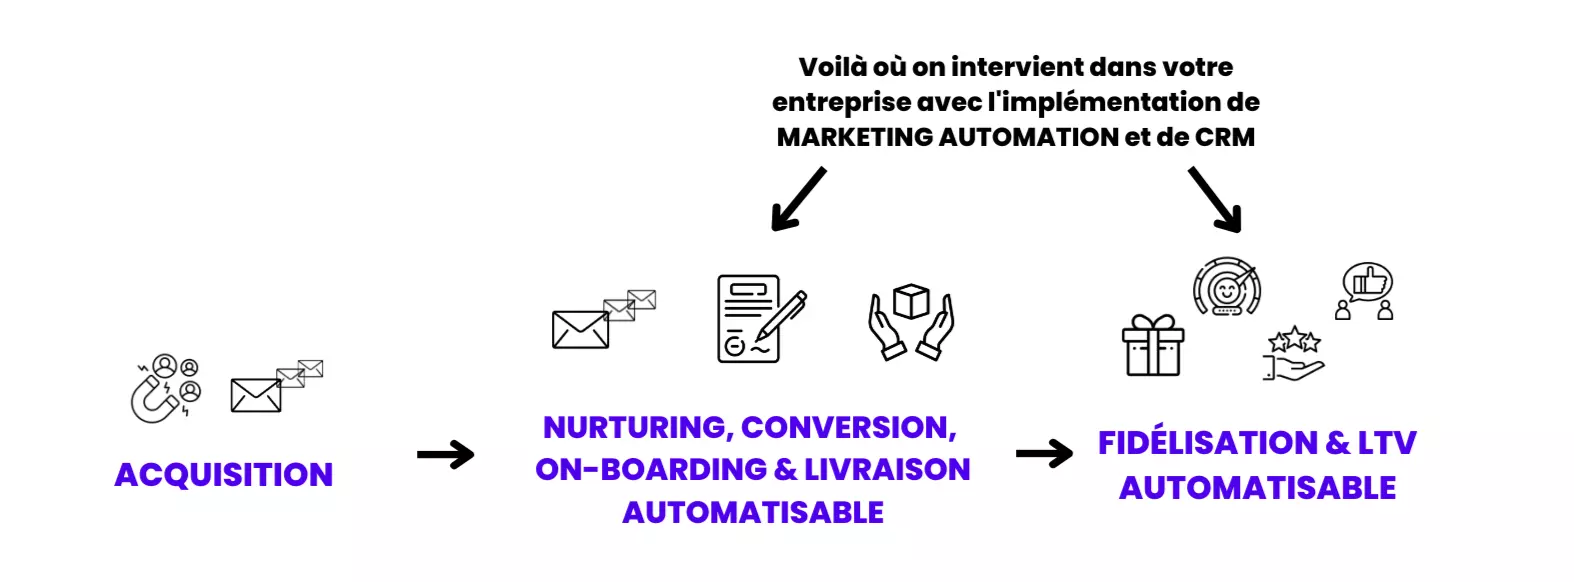 Voilà où on intervient dans votre
entreprise avec l'implémentation de
MARKETING AUTOMATION et de CRM
ACQUISITION
NURTURING, CONVERSION,
ON-BOARDING & LIVRAISON
AUTOMATISABLE
FIDÉLISATION & LTV
AUTOMATISABLE